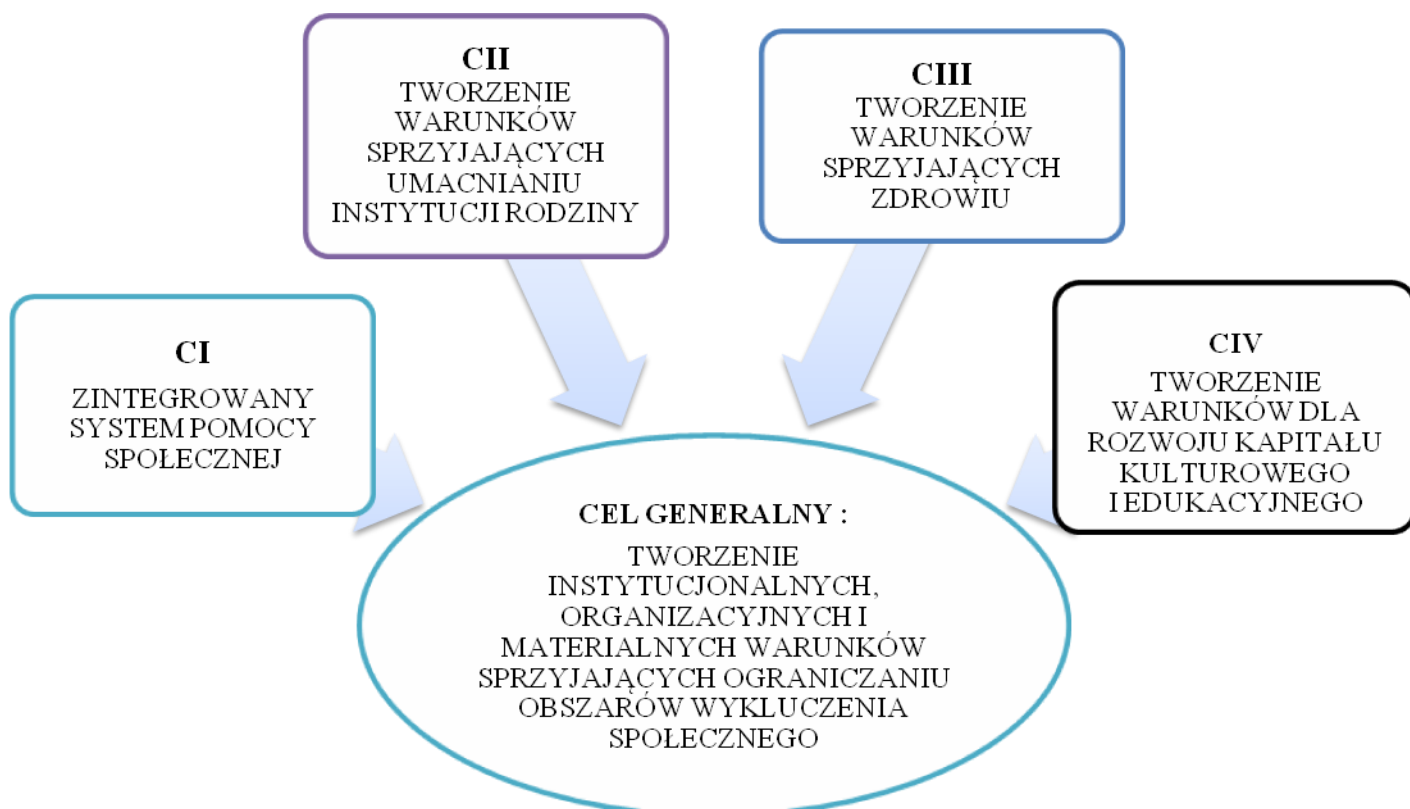 CII
TWORZENIE
WARUNKÓW
SPRZYJAJĄCYCH
UMACNIANIU
INSTYTUCJI RODZINY
CIII
TWORZENIE
WARUNKÓW
SPRZYJAJĄCYCH
ZDROWIU
CI
ZINTEGROWANY
SYSTEM POMOCY
SPOŁECZNEJ
CIV
TWORZENIE
WARUNKÓW DLA
ROZWOJU KAPITAŁU
KULTUROWEGO
I EDUKACYJNEGO
CEL GENERALNY :
TWORZENIE
INSTYTUCJONALNYCH,
ORGANIZACYJNYCH I
MATERIALNYCH WARUNKÓW
SPRZYJAJĄCYCH OGRANICZANIU
OBSZARÓW WYKLUCZENIA
SPOŁECZNEGO